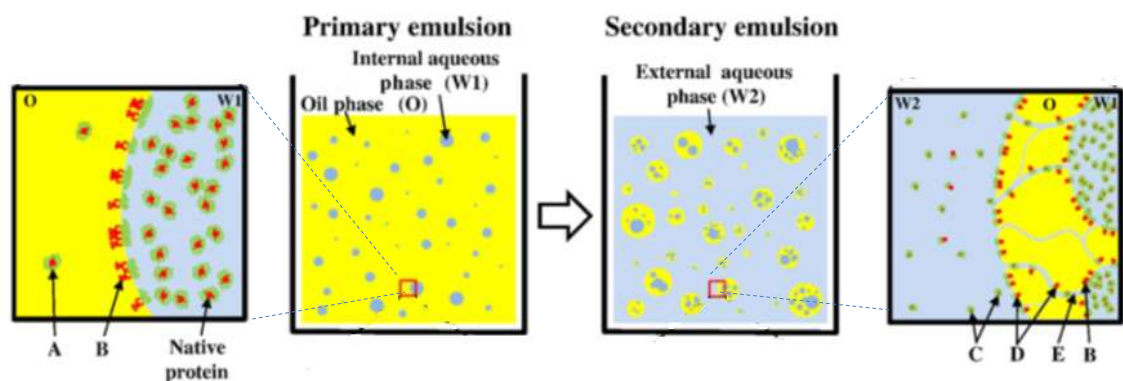 Primary emulsion
Secondary emulsion
Internal aqueous
phase (W1)
Oil phase (O)
External aqueous
phase (W2)
O
W1
W2
O
W1
A
B
Native
protein
C
D
E
B